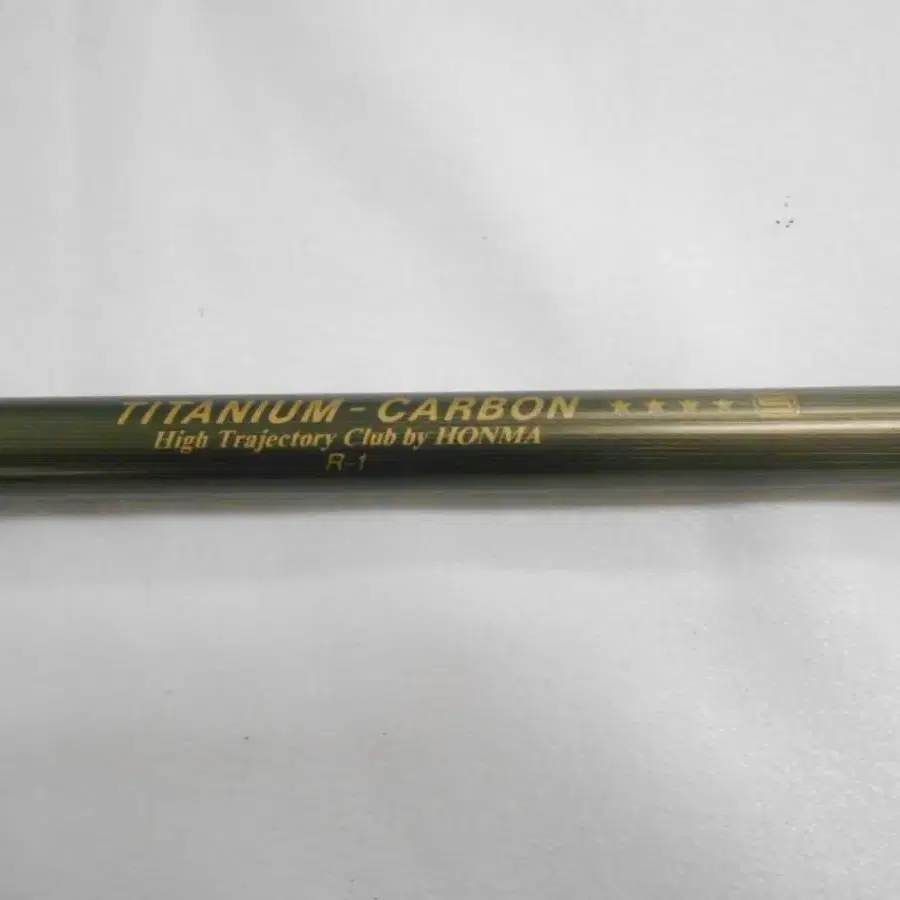 TITANIUM - CARBON ★★★★
High Trajectory Club by HONMA
R-1